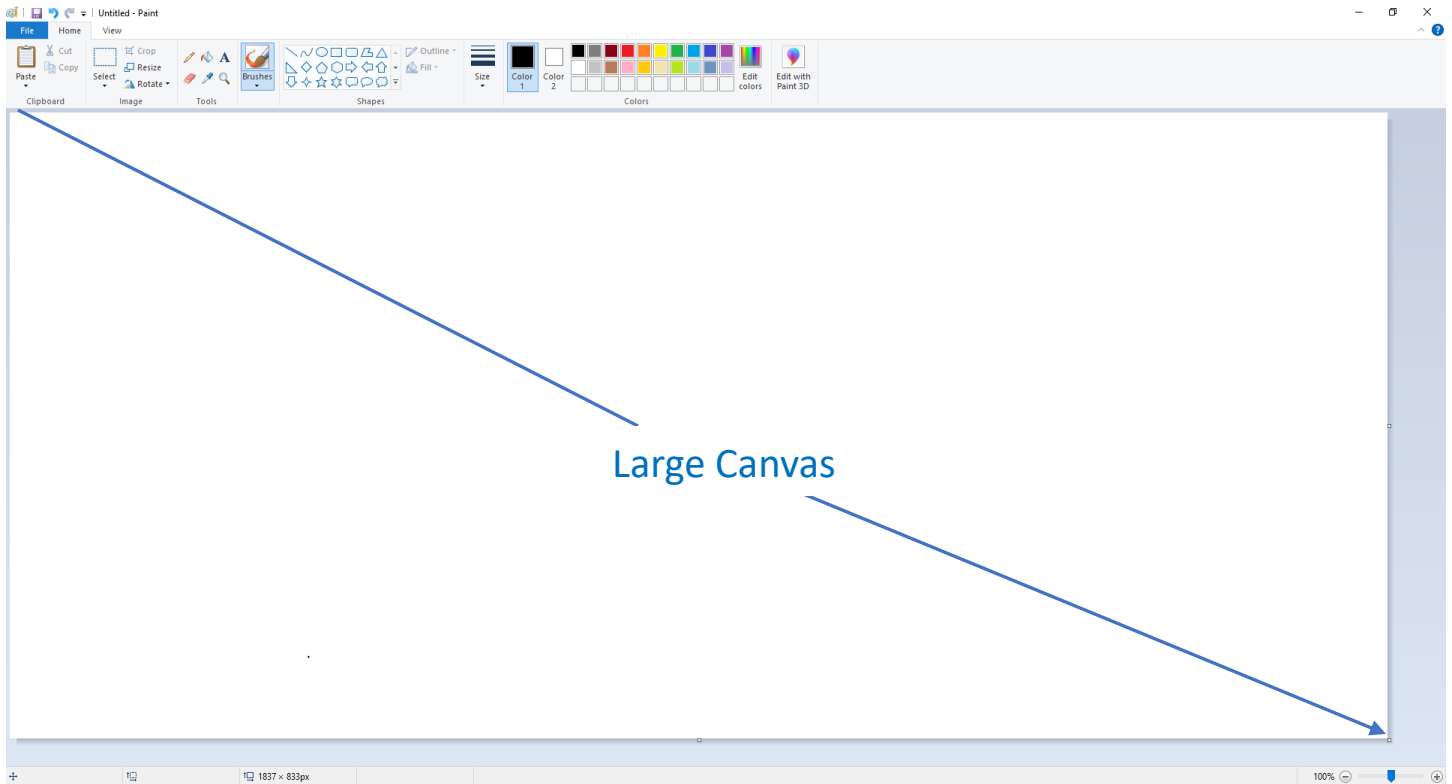 Untitled - Paint
File Home View
Paste
Cut
Copy
Clipboard
Select
Crop
Resize
Rotate
Image
A
Tools
Brushes
Outline
Fill
Shapes
Size
Color 1
Color 2
Edit colors
Colors
Edit with Paint 3D
Large Canvas
1837 × 833px
100%